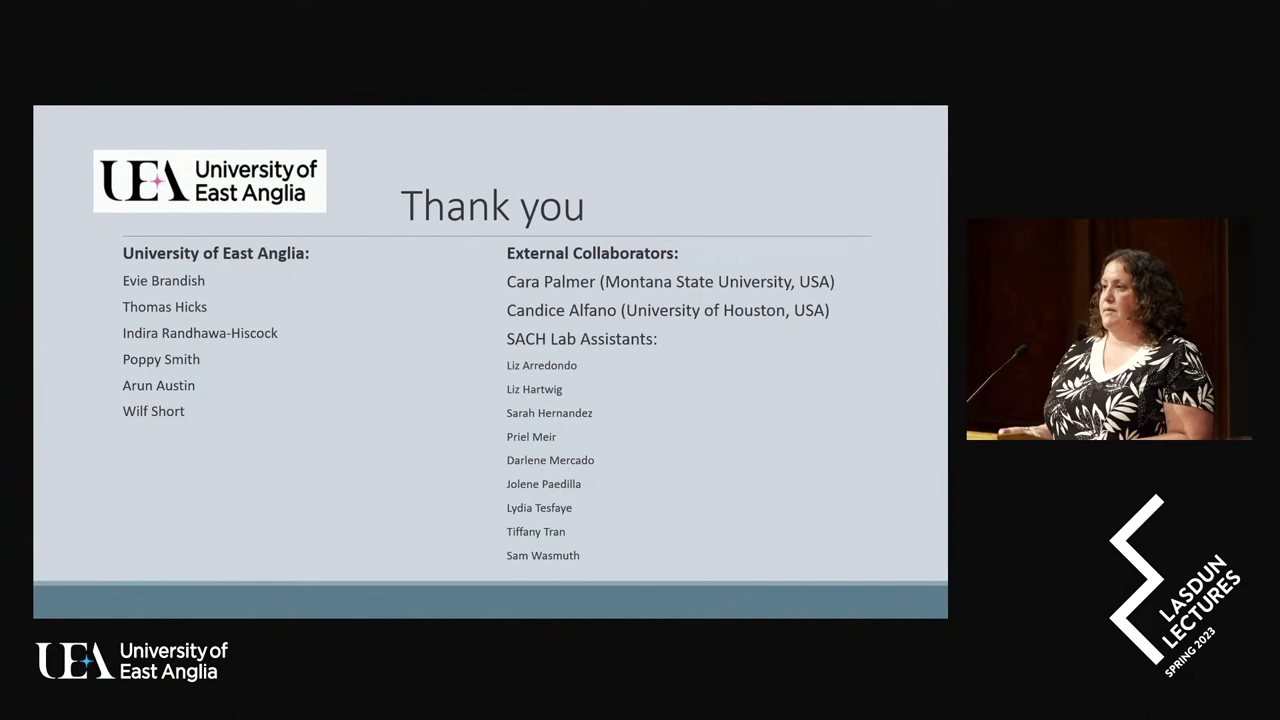 UEA University of
East Anglia
Thank you
University of East Anglia:
Evie Brandish
Thomas Hicks
Indira Randhawa-Hiscock
Poppy Smith
Arun Austin
Wilf Short
External Collaborators:
Cara Palmer (Montana State University, USA)
Candice Alfano (University of Houston, USA)
SACH Lab Assistants:
Liz Arredondo
Liz Hartwig
Sarah Hernandez
Priel Meir
Darlene Mercado
Jolene Paedilla
Lydia Tesfaye
Tiffany Tran
Sam Wasmuth
UEA University of
East Anglia
LASDUN
LECTURES
SPRING 2023